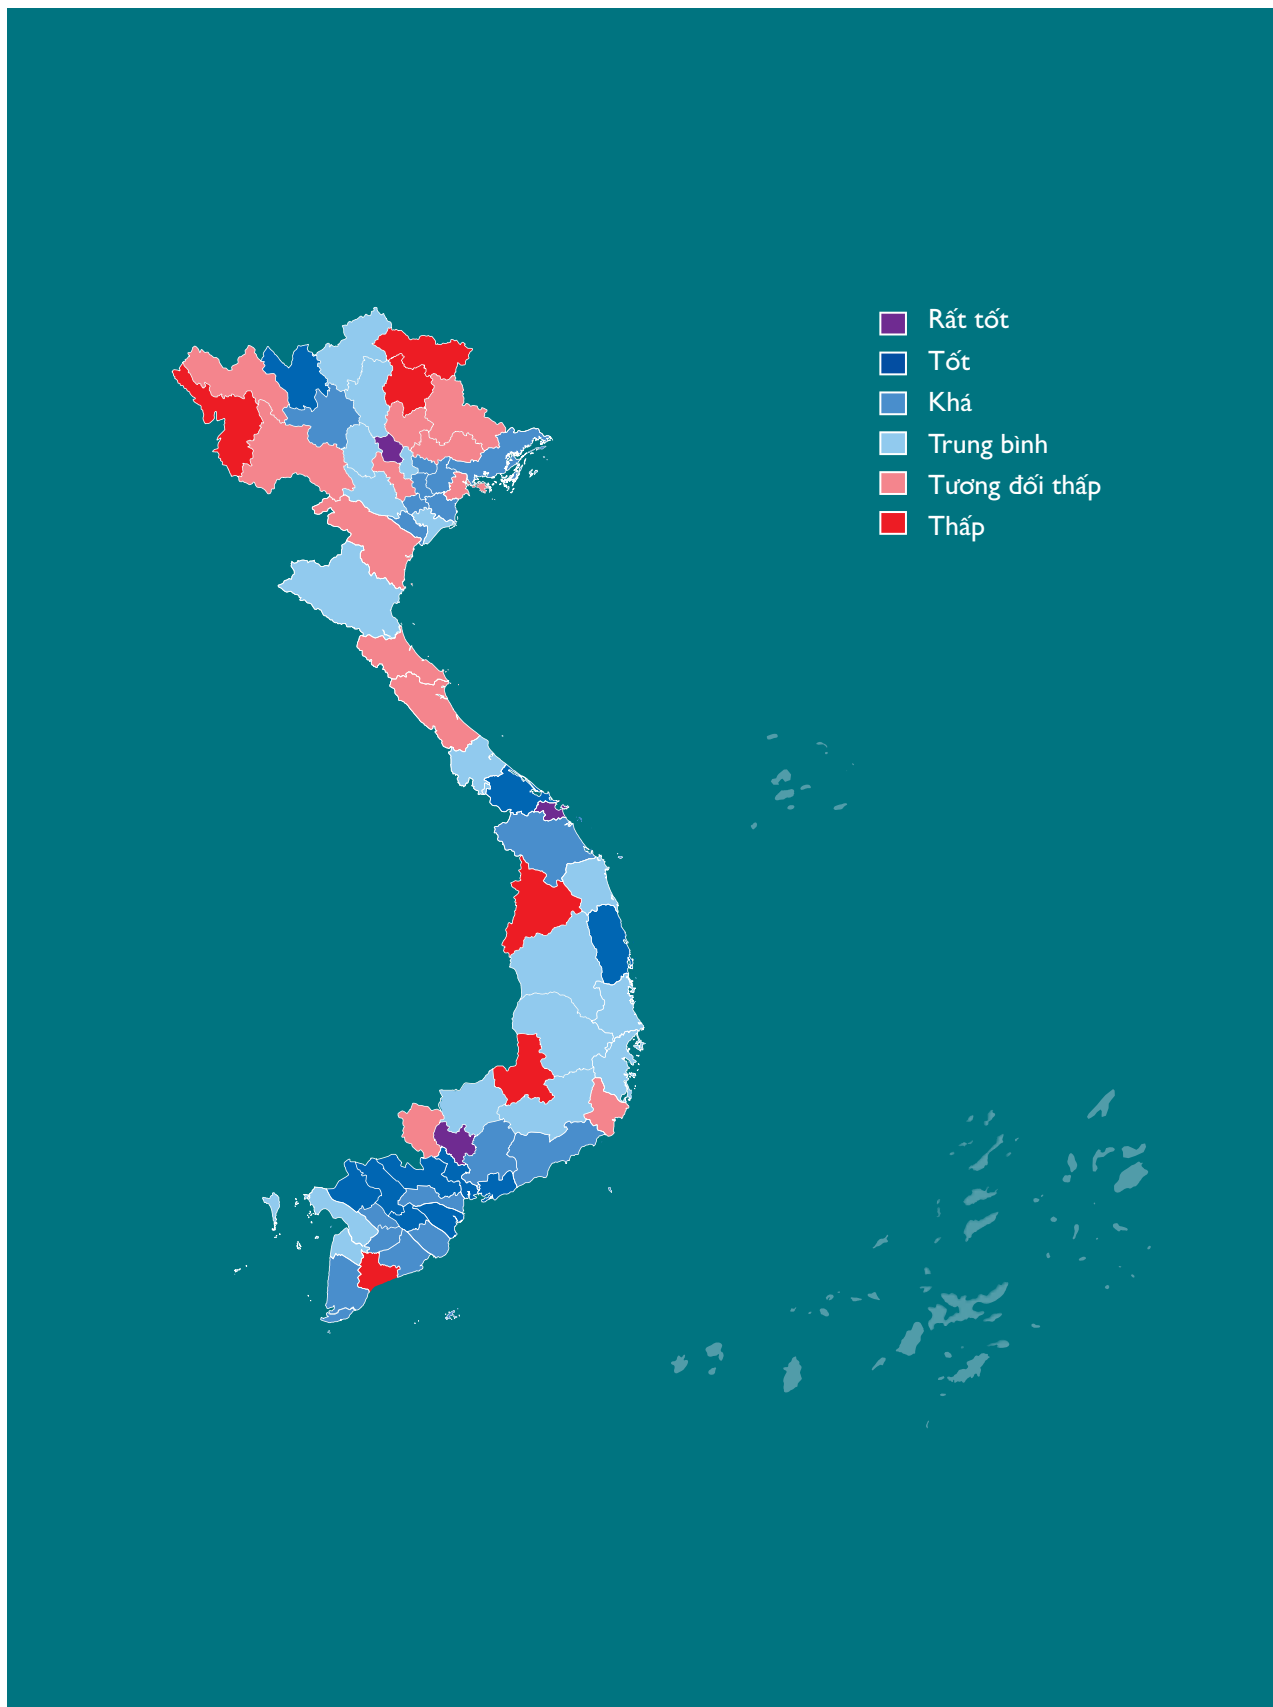 Rất tốt
Tốt
Khá
Trung bình
Tương đối thấp
Thấp